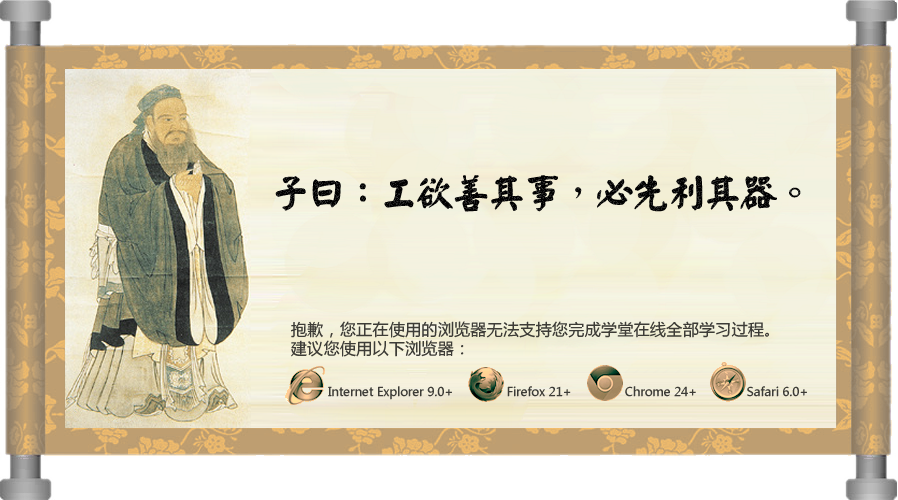 子曰：工欲善其事，必先利其器。
抱歉，您正在使用的浏览器无法支持您完成学堂在线全部学习过程。
建议您使用以下浏览器：
Internet Explorer 9.0+ Firefox 21+ Chrome 24+ Safari 6.0+